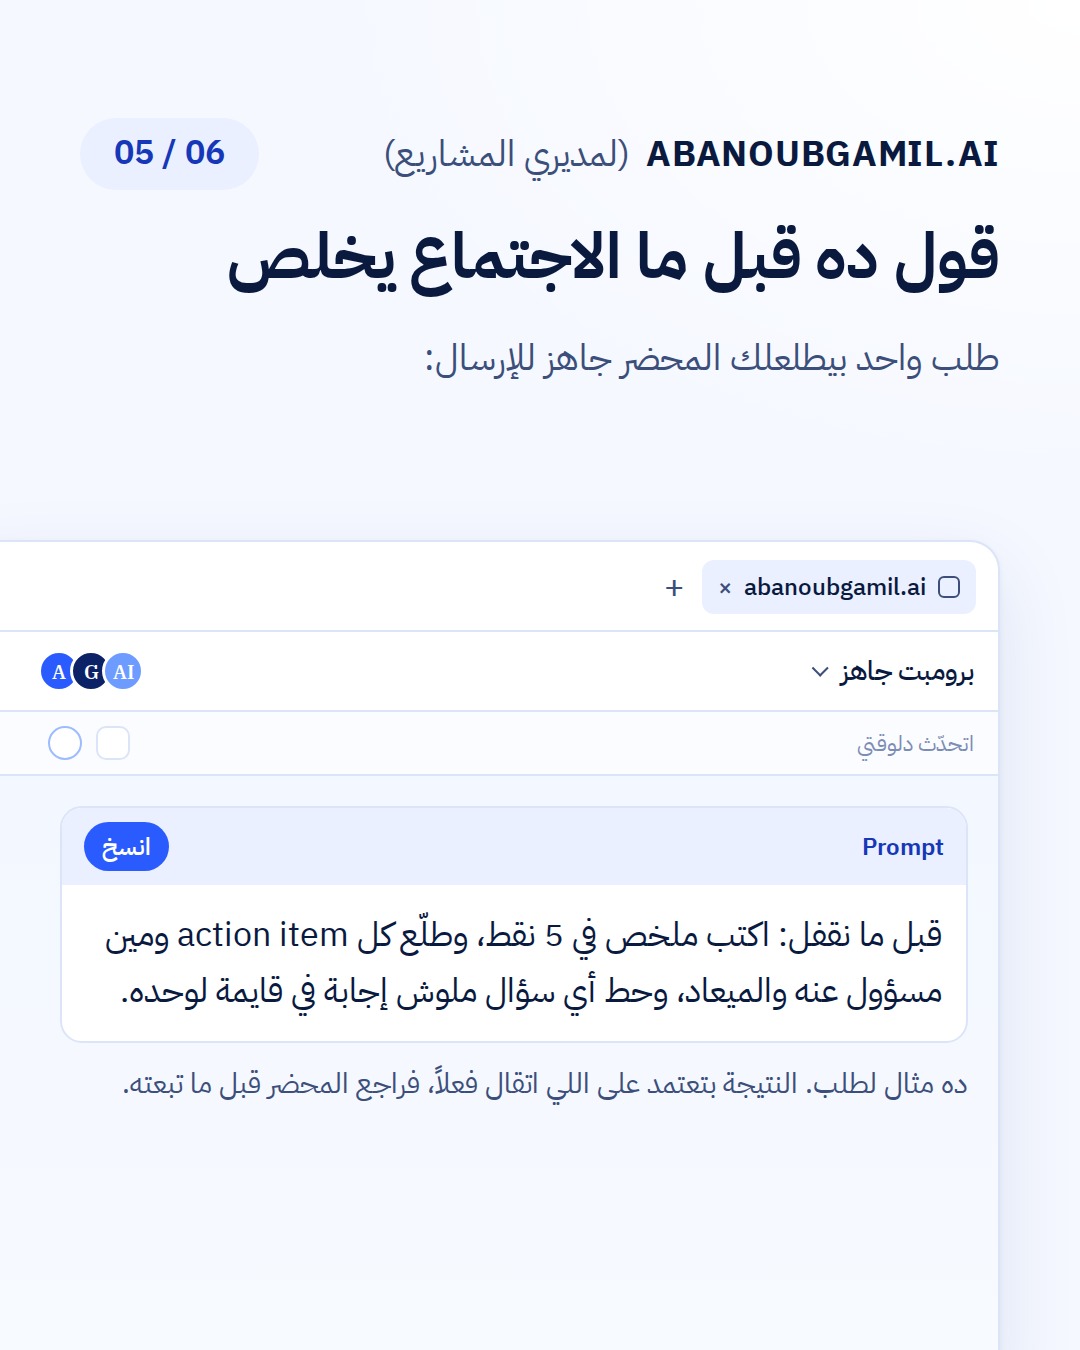 ABANOUBGAMIL.AI (لمديري المشاريع) 05 / 06
قول ده قبل ما الاجتماع يخلص
طلب واحد بيطلعلك المحضر جاهز للإرسال:
abanoubgamil.ai × +
برومبت جاهز A G AI
اتحدّث دلوقتي
Prompt انسخ
قبل ما نقفل: اكتب ملخص في 5 نقط، وطلّع كل action item ومين
مسؤول عنه والميعاد، وحط أي سؤال ملوش إجابة في قايمة لوحده.
ده مثال لطلب. النتيجة بتعتمد على اللي اتقال فعلاً، فراجع المحضر قبل ما تبعته.